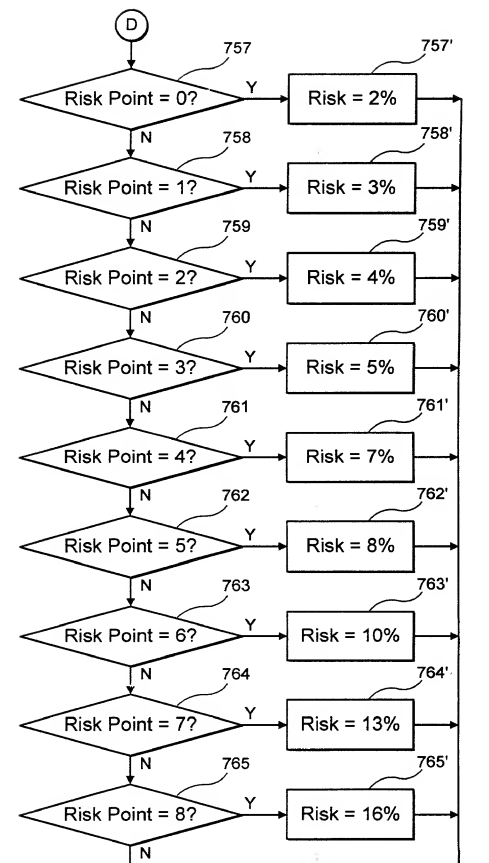 D
757
757'
Risk Point = 0?
Y
Risk = 2%
N
758
758'
Risk Point = 1?
Y
Risk = 3%
N
759
759'
Risk Point = 2?
Y
Risk = 4%
N
760
760'
Risk Point = 3?
Y
Risk = 5%
N
761
761'
Risk Point = 4?
Y
Risk = 7%
N
762
762'
Risk Point = 5?
Y
Risk = 8%
N
763
763'
Risk Point = 6?
Y
Risk = 10%
N
764
764'
Risk Point = 7?
Y
Risk = 13%
N
765
765'
Risk Point = 8?
Y
Risk = 16%
N